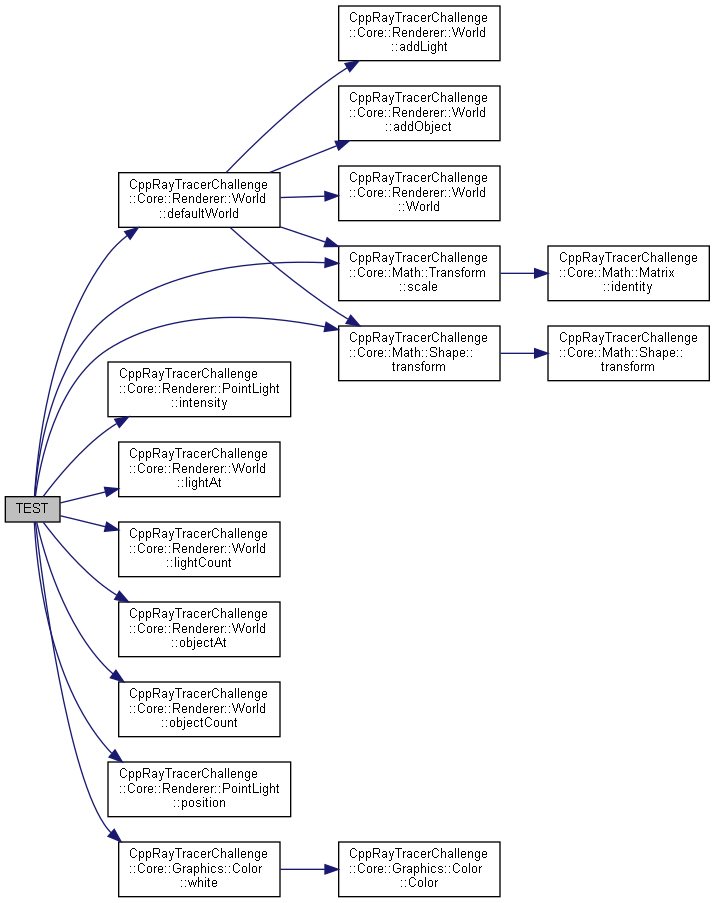 CppRayTracerChallenge
::Core::Renderer::World
::addLight
CppRayTracerChallenge
::Core::Renderer::World
::addObject
CppRayTracerChallenge
::Core::Renderer::World
::World
CppRayTracerChallenge
::Core::Renderer::World
::defaultWorld
CppRayTracerChallenge
::Core::Math::Transform
::scale
CppRayTracerChallenge
::Core::Math::Matrix
::identity
CppRayTracerChallenge
::Core::Math::Shape::
transform
CppRayTracerChallenge
::Core::Math::Shape::
transform
CppRayTracerChallenge
::Core::Renderer::PointLight
::intensity
CppRayTracerChallenge
::Core::Renderer::World
::lightAt
TEST
CppRayTracerChallenge
::Core::Renderer::World
::lightCount
CppRayTracerChallenge
::Core::Renderer::World
::objectAt
CppRayTracerChallenge
::Core::Renderer::World
::objectCount
CppRayTracerChallenge
::Core::Renderer::PointLight
::position
CppRayTracerChallenge
::Core::Graphics::Color
::white
CppRayTracerChallenge
::Core::Graphics::Color
::Color